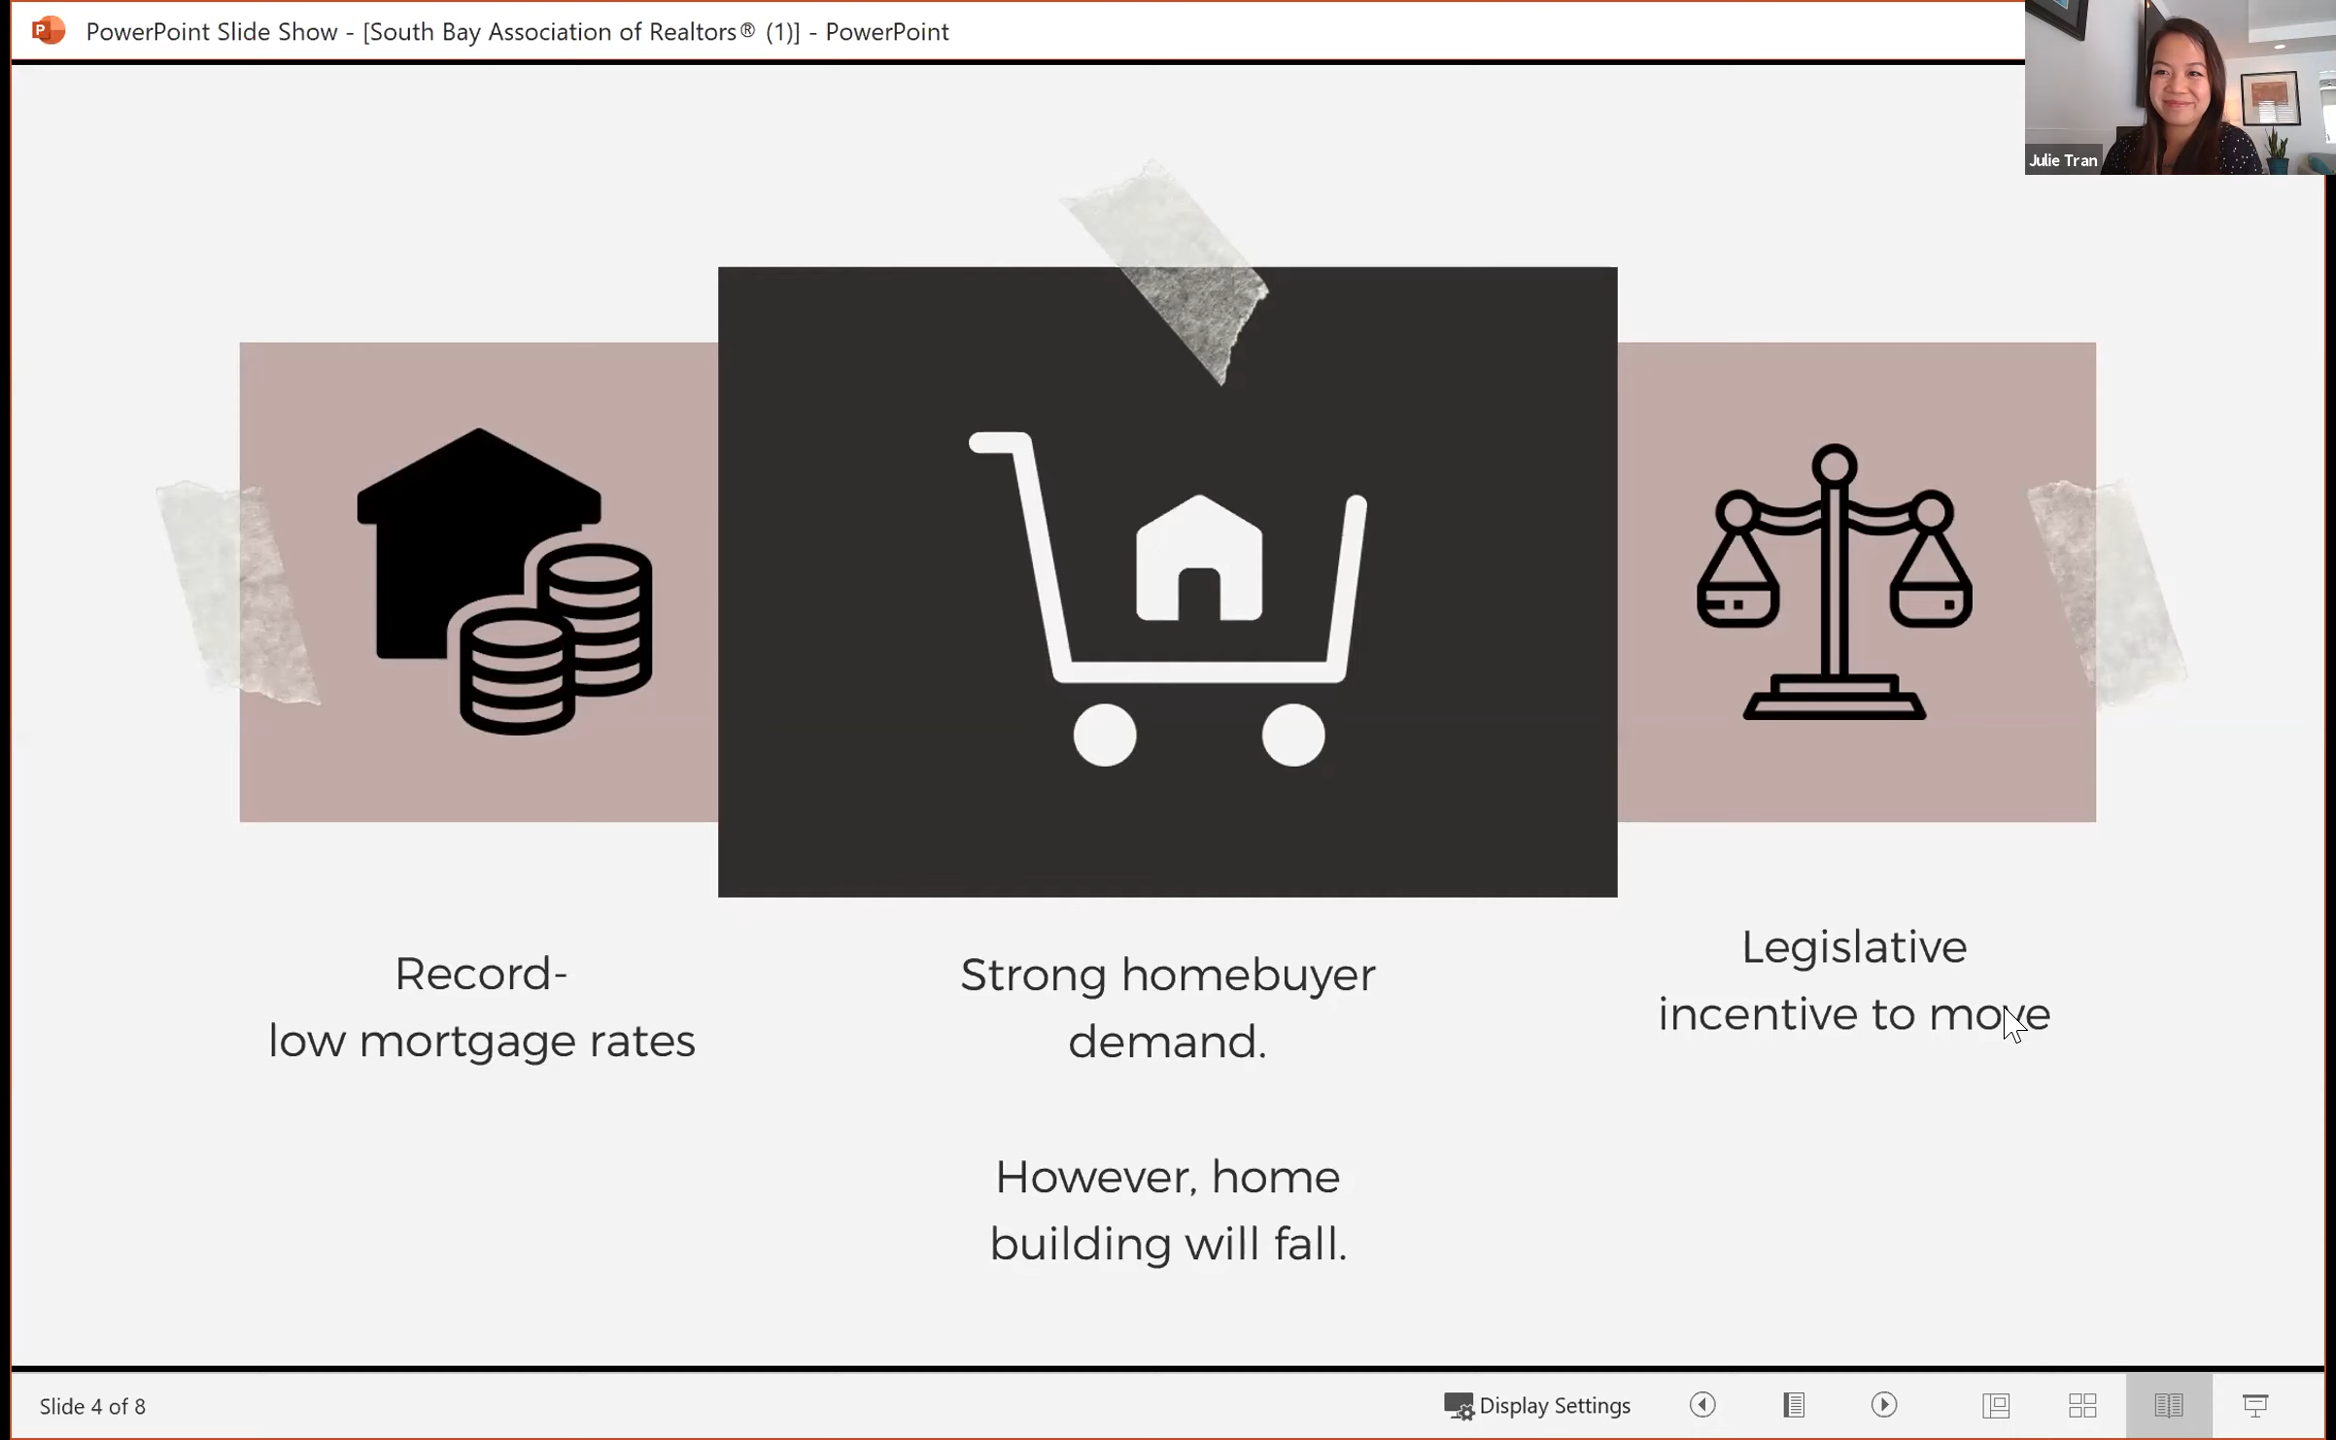 PowerPoint Slide Show - [South Bay Association of Realtors® (1)] - PowerPoint
Julie Tran
Record-
low mortgage rates
Strong homebuyer
demand.
However, home
building will fall.
Legislative
incentive to move
Slide 4 of 8
Display Settings